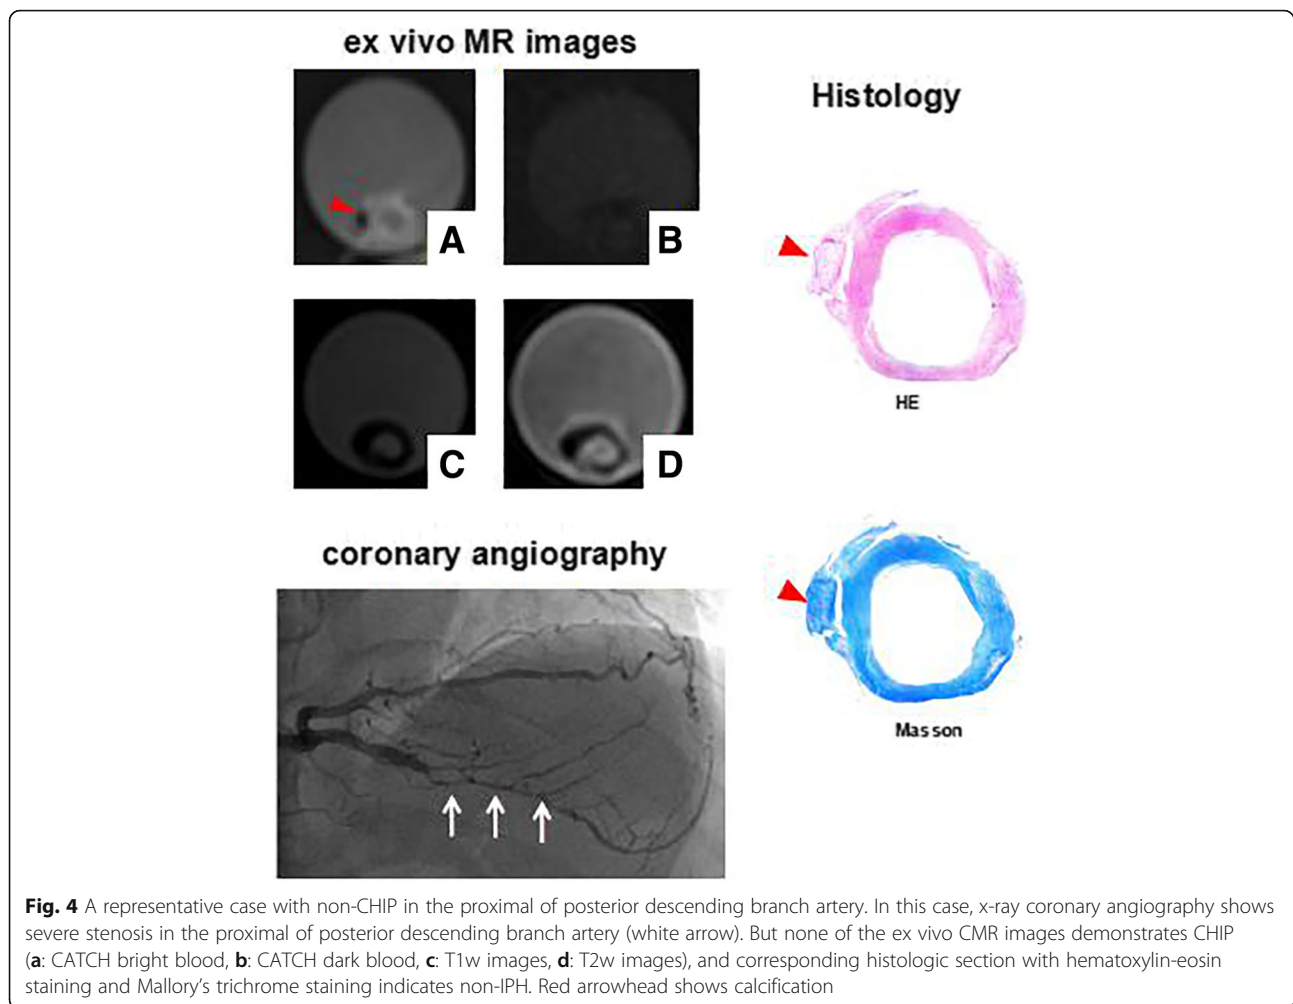 ex vivo MR images
Histology
A
B
HE
C
D
coronary angiography
Masson
Fig. 4 A representative case with non-CHIP in the proximal of posterior descending branch artery. In this case, x-ray coronary angiography shows
severe stenosis in the proximal of posterior descending branch artery (white arrow). But none of the ex vivo CMR images demonstrates CHIP
(a: CATCH bright blood, b: CATCH dark blood, c: T1w images, d: T2w images), and corresponding histologic section with hematoxylin-eosin
staining and Mallory's trichrome staining indicates non-IPH. Red arrowhead shows calcification